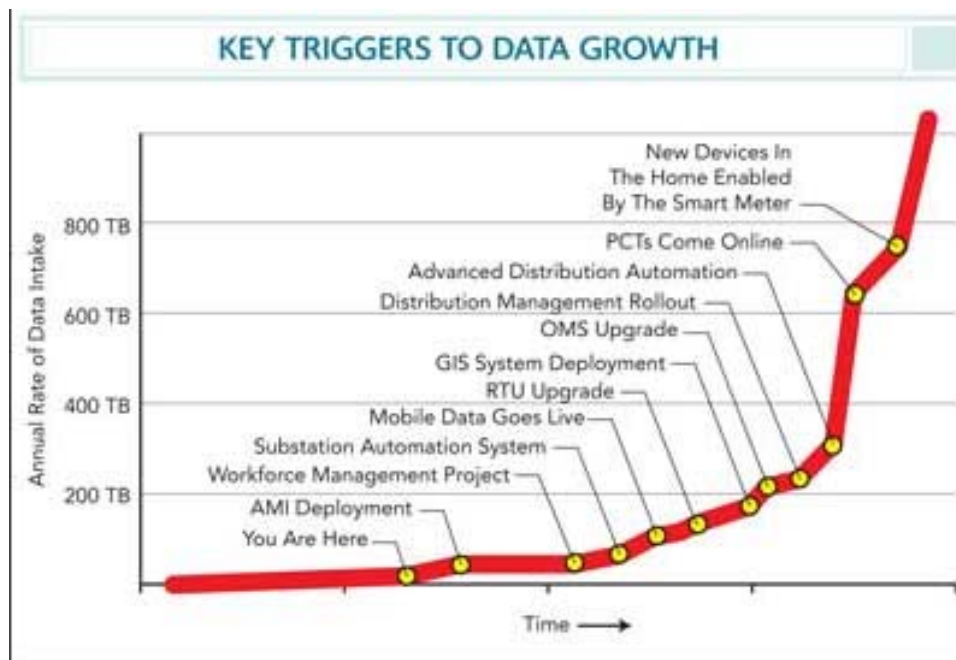 KEY TRIGGERS TO DATA GROWTH
New Devices In
The Home Enabled
By The Smart Meter
800 TB
PCTs Come Online
Advanced Distribution Automation
Distribution Management Rollout
600 TB
OMS Upgrade
GIS System Deployment
RTU Upgrade
400 TB
Mobile Data Goes Live
Substation Automation System
Workforce Management Project
200 TB
AMI Deployment
You Are Here
Annual Rate of Data Intake
Time